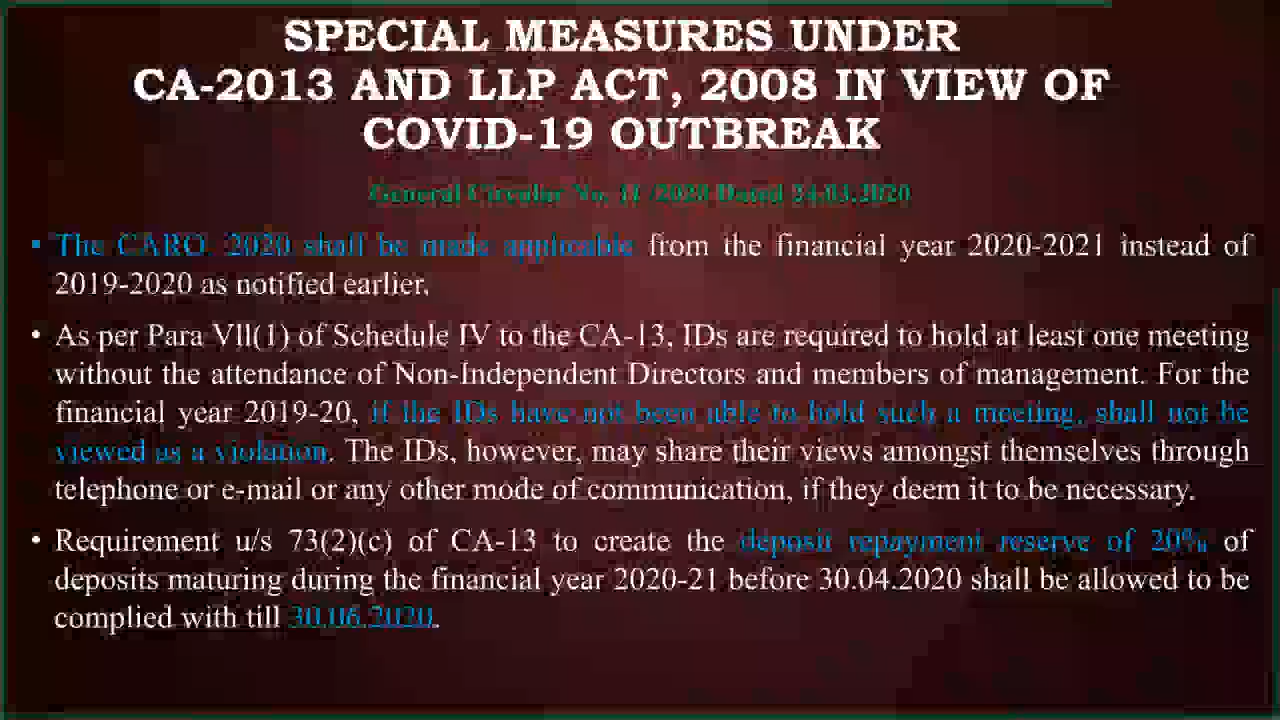 SPECIAL MEASURES UNDER
CA-2013 AND LLP ACT, 2008 IN VIEW OF
COVID-19 OUTBREAK
General Circular No. 11 /2020 Dated 24.03.2020
▪ The CARO, 2020 shall be made applicable from the financial year 2020-2021 instead of
2019-2020 as notified earlier.
• As per Para Vll(1) of Schedule IV to the CA-13, IDs are required to hold at least one meeting
without the attendance of Non-Independent Directors and members of management. For the
financial year 2019-20, if the IDs have not been able to hold such a meeting, shall not be
viewed as a violation. The IDs, however, may share their views amongst themselves through
telephone or e-mail or any other mode of communication, if they deem it to be necessary.
• Requirement u/s 73(2)(c) of CA-13 to create the deposit repayment reserve of 20% of
deposits maturing during the financial year 2020-21 before 30.04.2020 shall be allowed to be
complied with till 30.06.2020.